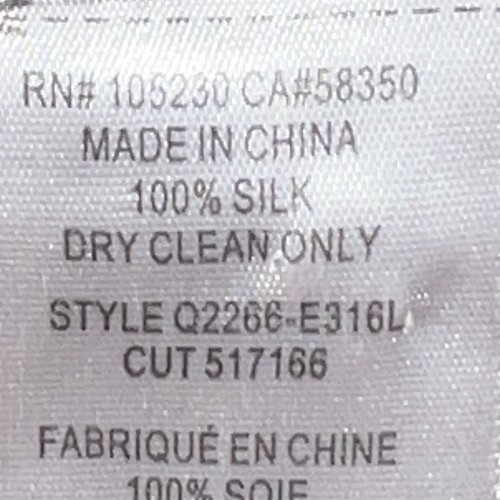 RN# 105230 CA#58350
MADE IN CHINA
100% SILK
DRY CLEAN ONLY
STYLE Q2266-E316L
CUT 517166
FABRIQUÉ EN CHINE
100% SOIE